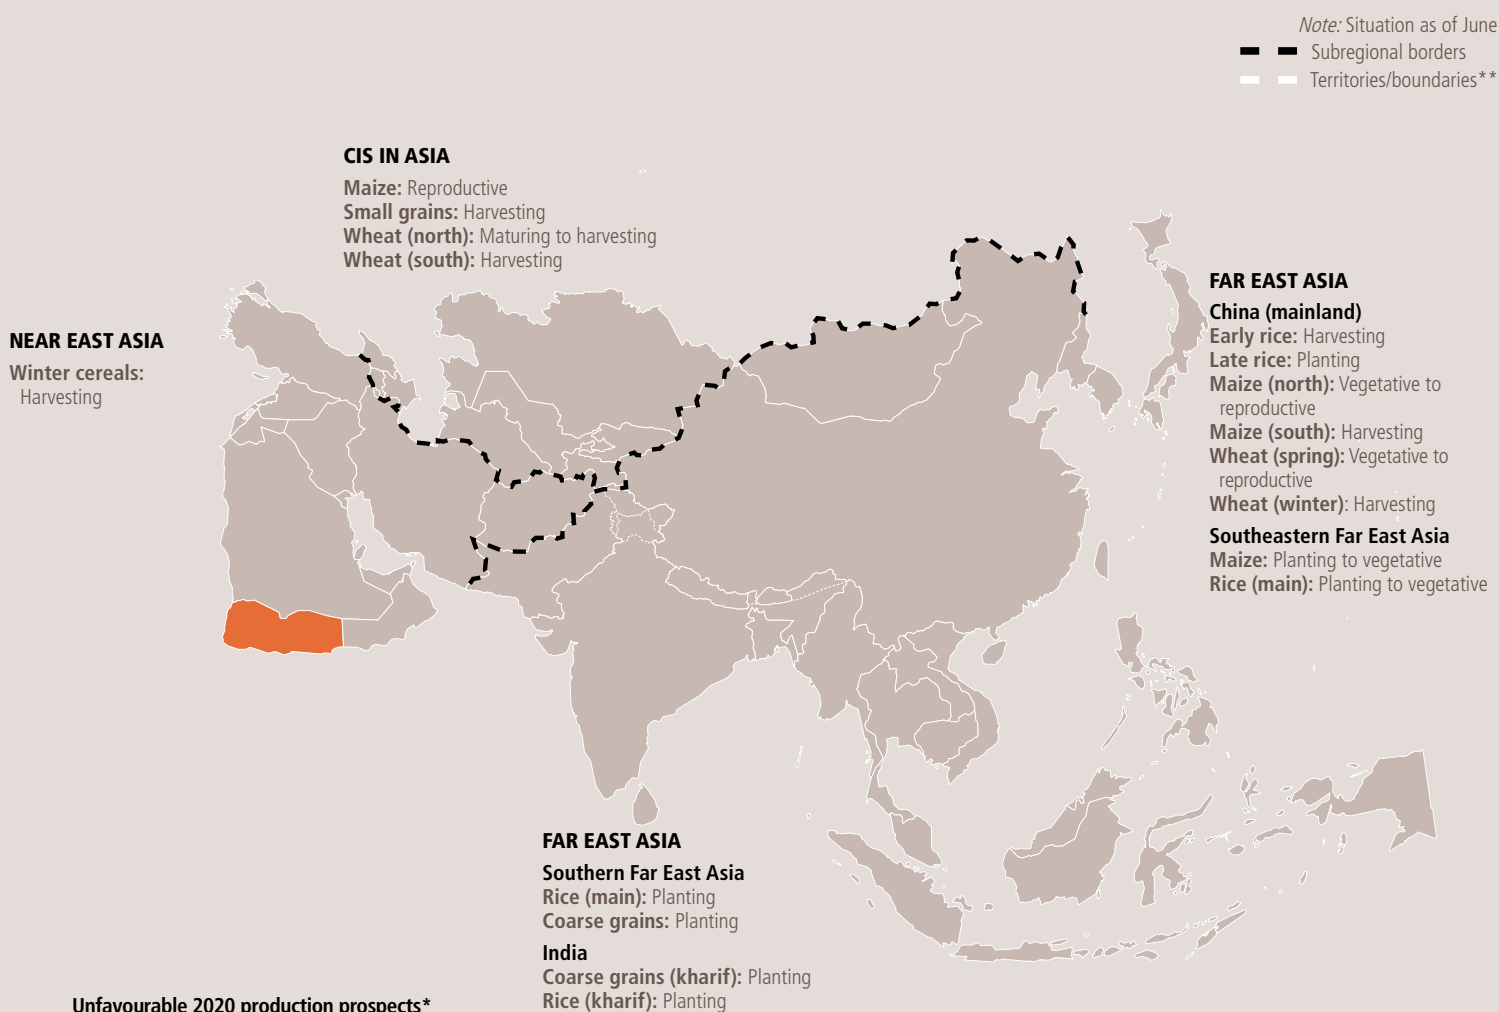 Note: Situation as of June
Subregional borders
Territories/boundaries**
CIS IN ASIA
Maize: Reproductive
Small grains: Harvesting
Wheat (north): Maturing to harvesting
Wheat (south): Harvesting
NEAR EAST ASIA
Winter cereals:
Harvesting
FAR EAST ASIA
China (mainland)
Early rice: Harvesting
Late rice: Planting
Maize (north): Vegetative to
reproductive
Maize (south): Harvesting
Wheat (spring): Vegetative to
reproductive
Wheat (winter): Harvesting
Southeastern Far East Asia
Maize: Planting to vegetative
Rice (main): Planting to vegetative
FAR EAST ASIA
Southern Far East Asia
Rice (main): Planting
Coarse grains: Planting
India
Coarse grains (kharif): Planting
Rice (kharif): Planting
Unfavourable 2020 production prospects*